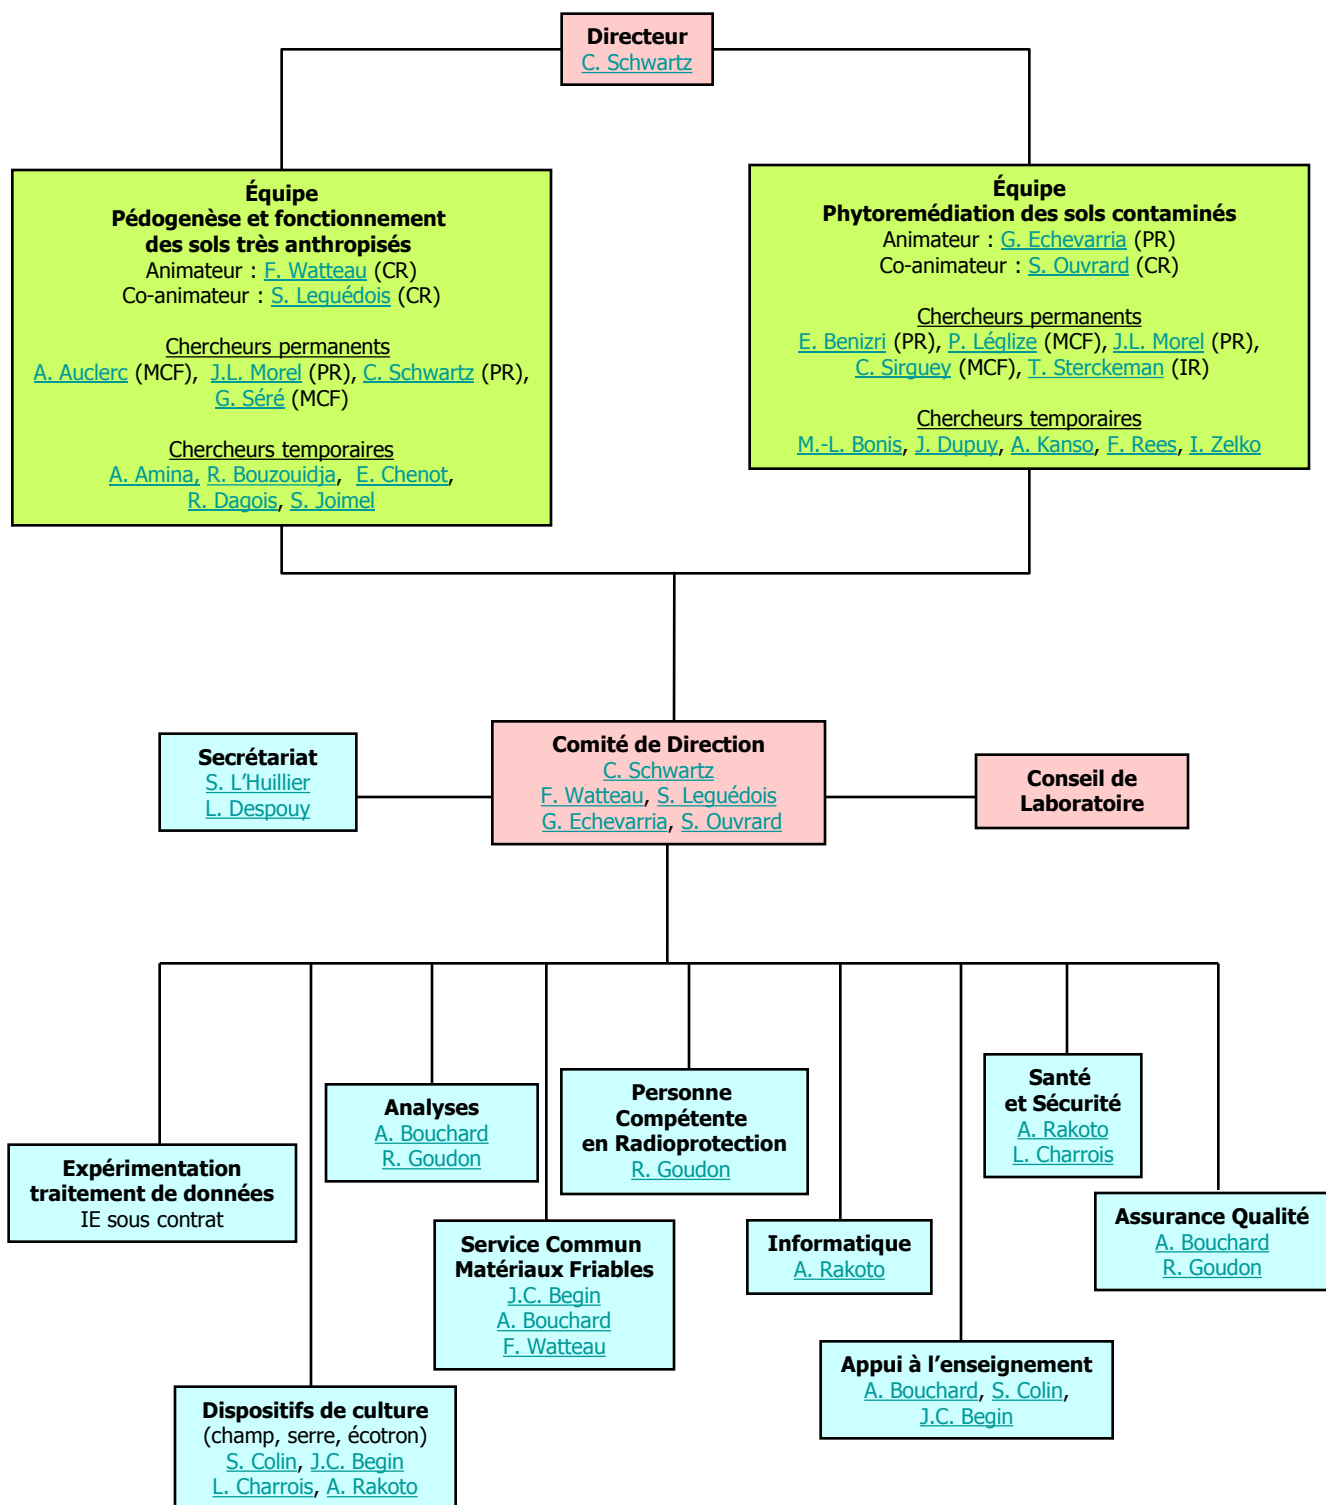 Directeur
C. Schwartz
Équipe
Pédogenèse et fonctionnement
des sols très anthropisés
Animateur : F. Watteau (CR)
Co-animateur : S. Leguédois (CR)
Chercheurs permanents
A. Auclerc (MCF), J.L. Morel (PR), C. Schwartz (PR),
G. Séré (MCF)
Chercheurs temporaires
A. Amina, R. Bouzouidja, E. Chenot,
R. Dagois, S. Joimel
Équipe
Phytoremédiation des sols contaminés
Animateur : G. Echevarria (PR)
Co-animateur : S. Ouvrard (CR)
Chercheurs permanents
E. Benizri (PR), P. Léglize (MCF), J.L. Morel (PR),
C. Sirguey (MCF), T. Sterckeman (IR)
Chercheurs temporaires
M.-L. Bonis, J. Dupuy, A. Kanso, F. Rees, I. Zelko
Secrétariat
S. L’Huillier
L. Despouy
Comité de Direction
C. Schwartz
F. Watteau, S. Leguédois
G. Echevarria, S. Ouvrard
Conseil de
Laboratoire
Expérimentation
traitement de données
IE sous contrat
Dispositifs de culture
(champ, serre, écotron)
S. Colin, J.C. Begin
L. Charrois, A. Rakoto
Analyses
A. Bouchard
R. Goudon
Service Commun
Matériaux Friables
J.C. Begin
A. Bouchard
F. Watteau
Personne
Compétente
en Radioprotection
R. Goudon
Informatique
A. Rakoto
Appui à l’enseignement
A. Bouchard, S. Colin,
J.C. Begin
Santé
et Sécurité
A. Rakoto
L. Charrois
Assurance Qualité
A. Bouchard
R. Goudon